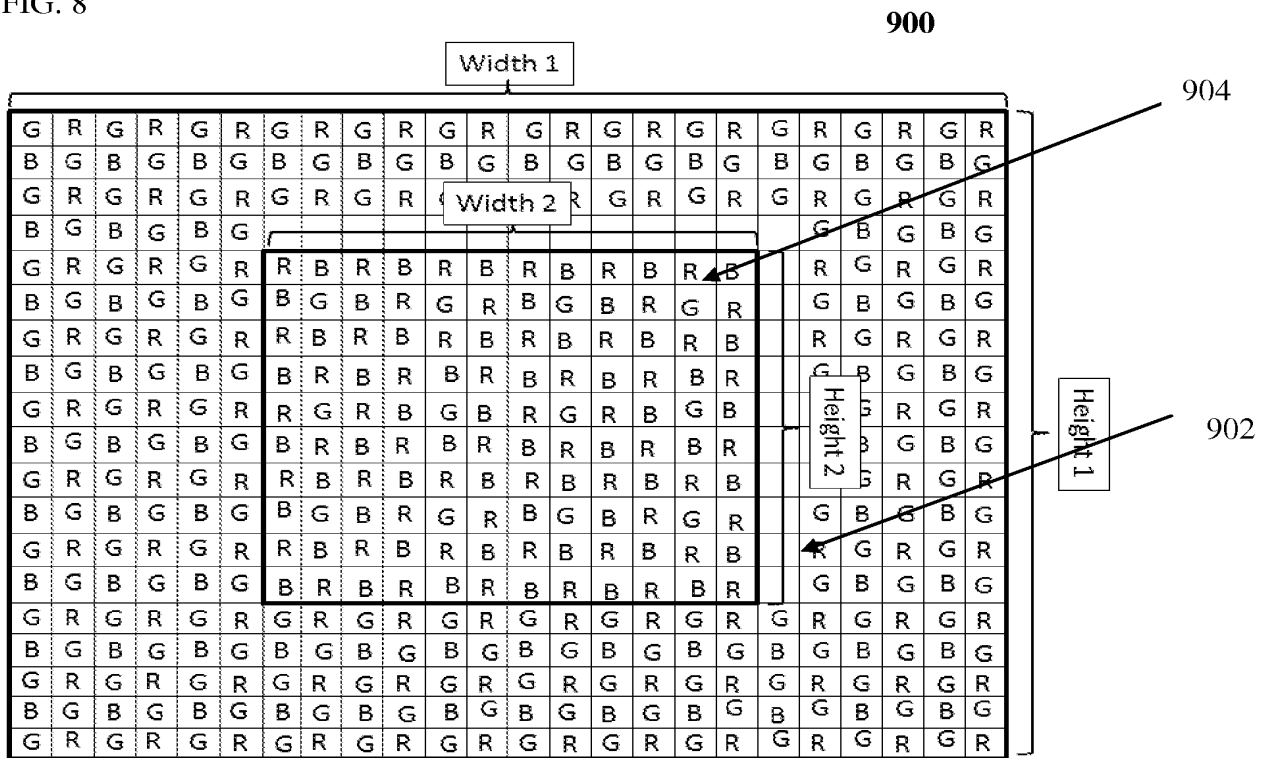 FIG. 8
900
Width 1
904
G R G R G R G R G R G R G R G R G R G R G R G R
B G B G B G B G B G B G B G B G B G B G B G B G
G R G R G R G R G R R G R G R G R G R G R
Width 2
B G B G B G G B G B G
G R G R G R R B R B R B R B R B R B R G R G R
B G B G B G B G B R G R B G B R G R G B G B G
G R G R G R R B R B R B R B R B R B R G R G R
B G B G B G B R B R B R B R B R B R G B G B G
G R G R G R R G R B G B R G R B G B G R G R
Height 2
Height 1
902
B G B G B G B R B R B R B R B R B R B G B G
G R G R G R R B R B R B R B R B R B G R G R
B G B G B G B G B R G R B G B R G R G B G B G
G R G R G R R B R B R B R B R B R B R G R G R
B G B G B G B R B R B R B R B R B R G B G B G
G R G R G R G R G R G R G R G R G R G R G R G R
B G B G B G B G B G B G B G B G B G B G B G B G
G R G R G R G R G R G R G R G R G R G R G R G R
B G B G B G B G B G B G B G B G B G B G B G B G
G R G R G R G R G R G R G R G R G R G R G R G R